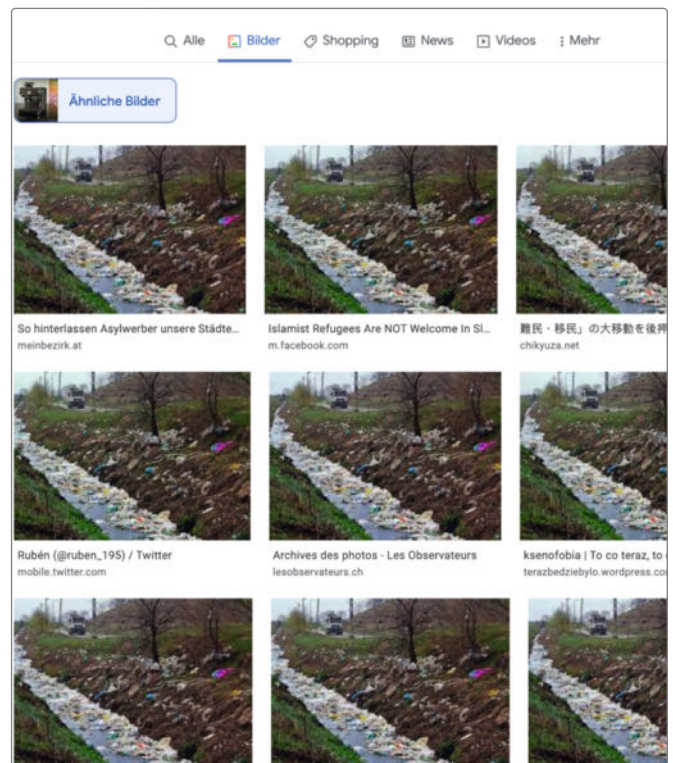 Alle Bilder Shopping News Videos Mehr
Ähnliche Bilder
So hinterlassen Asylwerber unsere Städte...
meinbezirk.at
Islamist Refugees Are NOT Welcome In Sl...
m.facebook.com
難民・移民」の大移動を後押
chikyuza.net
Rubén (@ruben_195) / Twitter
mobile.twitter.com
Archives des photos - Les Observateurs
lesobservateurs.ch
ksenofobia | To co teraz, to
terazbedziebylo.wordpress.co